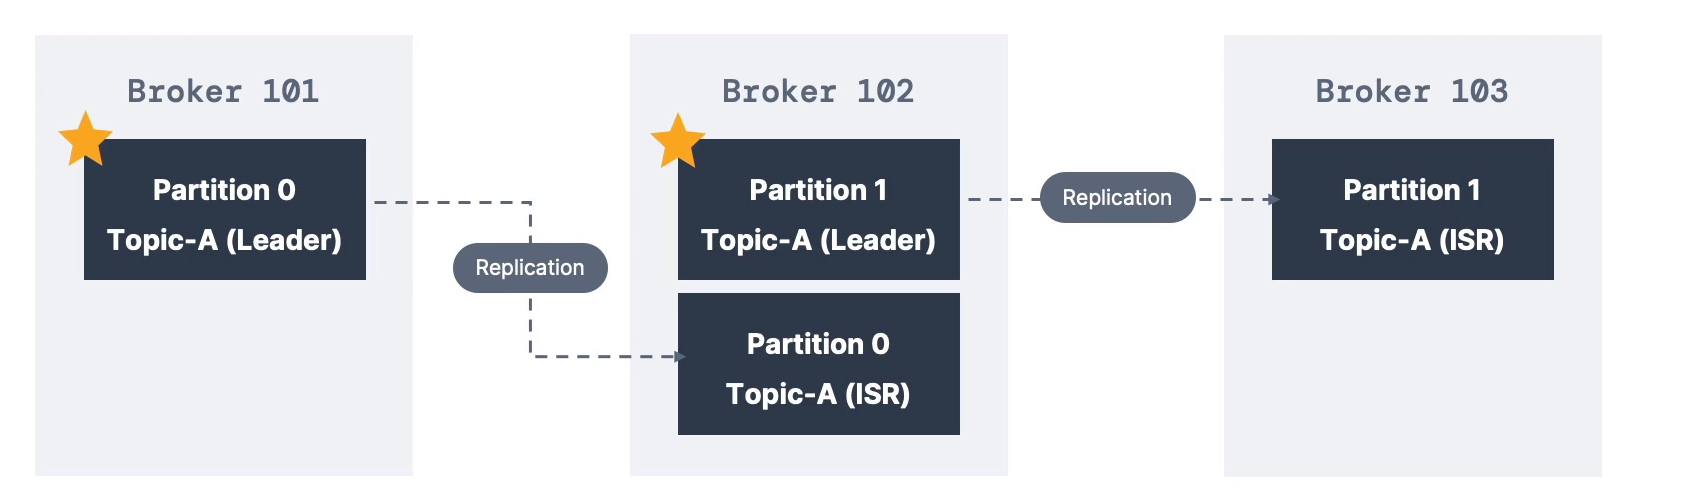 Broker 101
Partition 0
Topic-A (Leader)
Replication
Broker 102
Partition 1
Topic-A (Leader)
Partition 0
Topic-A (ISR)
Replication
Broker 103
Partition 1
Topic-A (ISR)